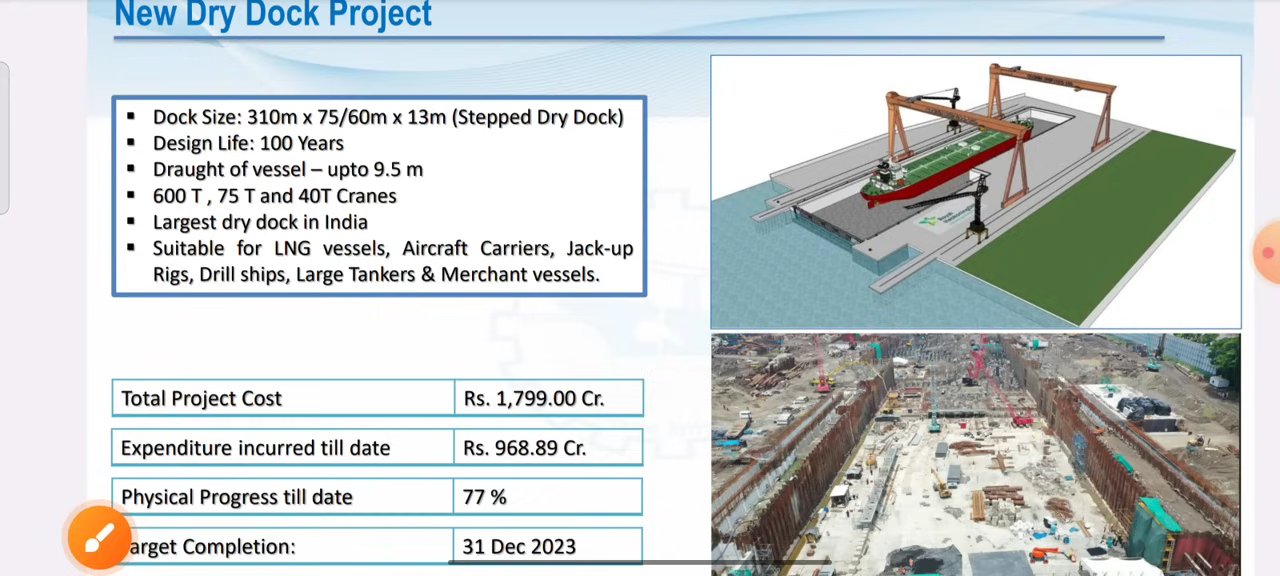 New Dry Dock Project
▪ Dock Size: 310m x 75/60m x 13m (Stepped Dry Dock)
▪ Design Life: 100 Years
▪ Draught of vessel – upto 9.5 m
▪ 600 T , 75 T and 40T Cranes
▪ Largest dry dock in India
▪ Suitable for LNG vessels, Aircraft Carriers, Jack-up
Rigs, Drill ships, Large Tankers & Merchant vessels.
Total Project Cost Rs. 1,799.00 Cr.
Expenditure incurred till date Rs. 968.89 Cr.
Physical Progress till date 77 %
arget Completion: 31 Dec 2023